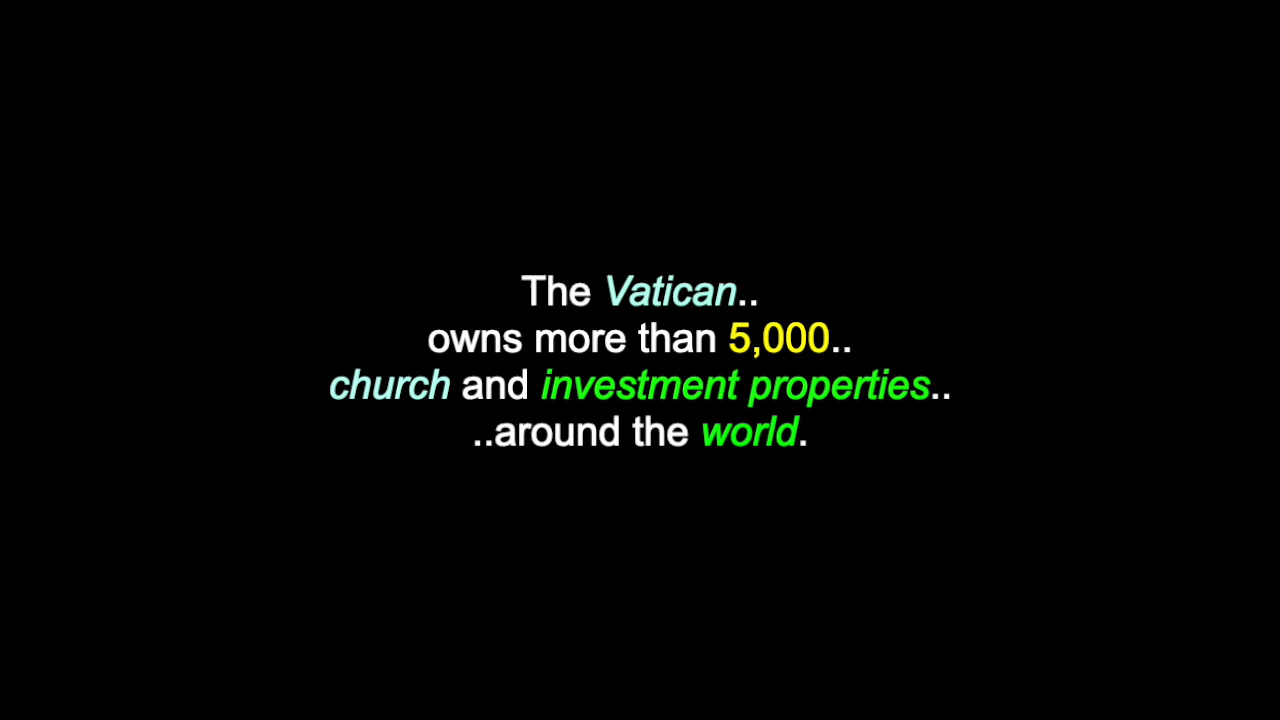 The Vatican..
owns more than 5,000..
church and investment properties..
..around the world.